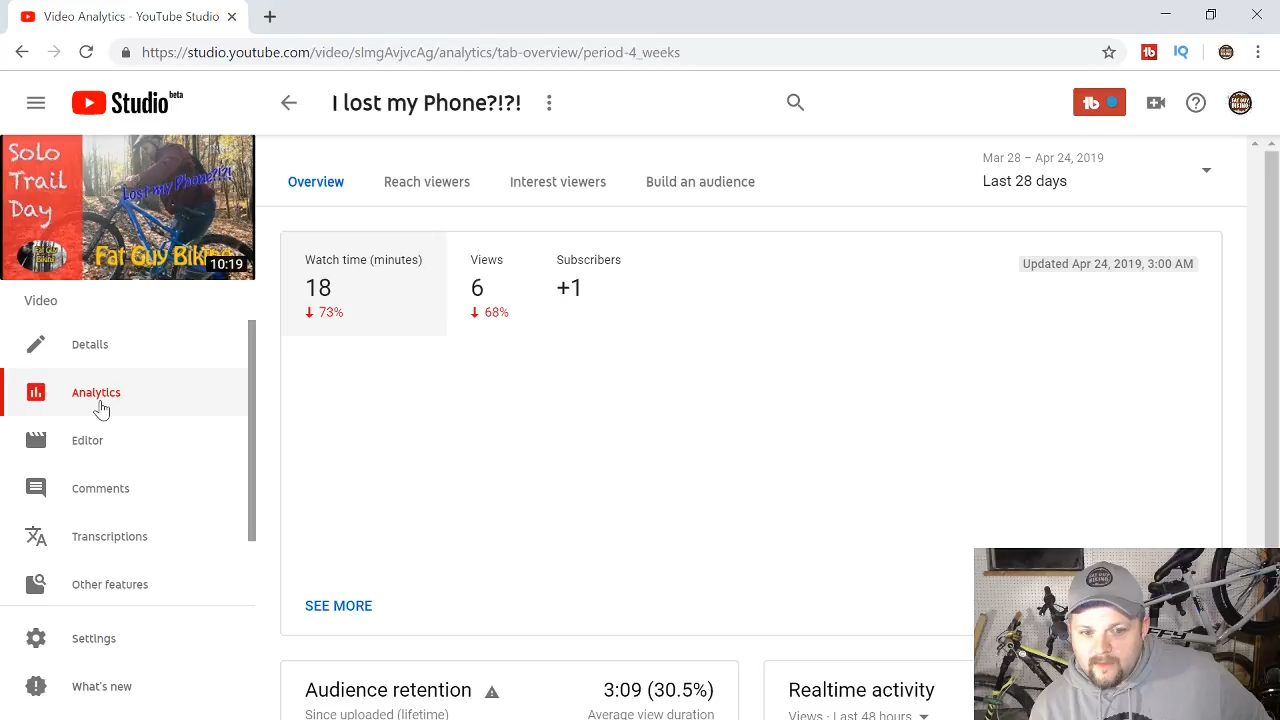 Video Analytics - YouTube Studio
https://studio.youtube.com/video/slmgAvjvcAg/analytics/tab-overview/period-4_weeks
Studio beta
I lost my Phone?!?!
Solo
Trail
Day
Lost my Phone?!?!
Fat Guy Biking
10:19
Video
Details
Analytics
Editor
Comments
Transcriptions
Other features
Settings
What's new
Overview
Reach viewers
Interest viewers
Build an audience
Mar 28 – Apr 24, 2019
Last 28 days
Watch time (minutes)
18
73%
Views
6
68%
Subscribers
+1
Updated Apr 24, 2019, 3:00 AM
SEE MORE
Audience retention
3:09 (30.5%)
Since uploaded (lifetime)
Average view duration
Realtime activity
Views · Last 48 hours